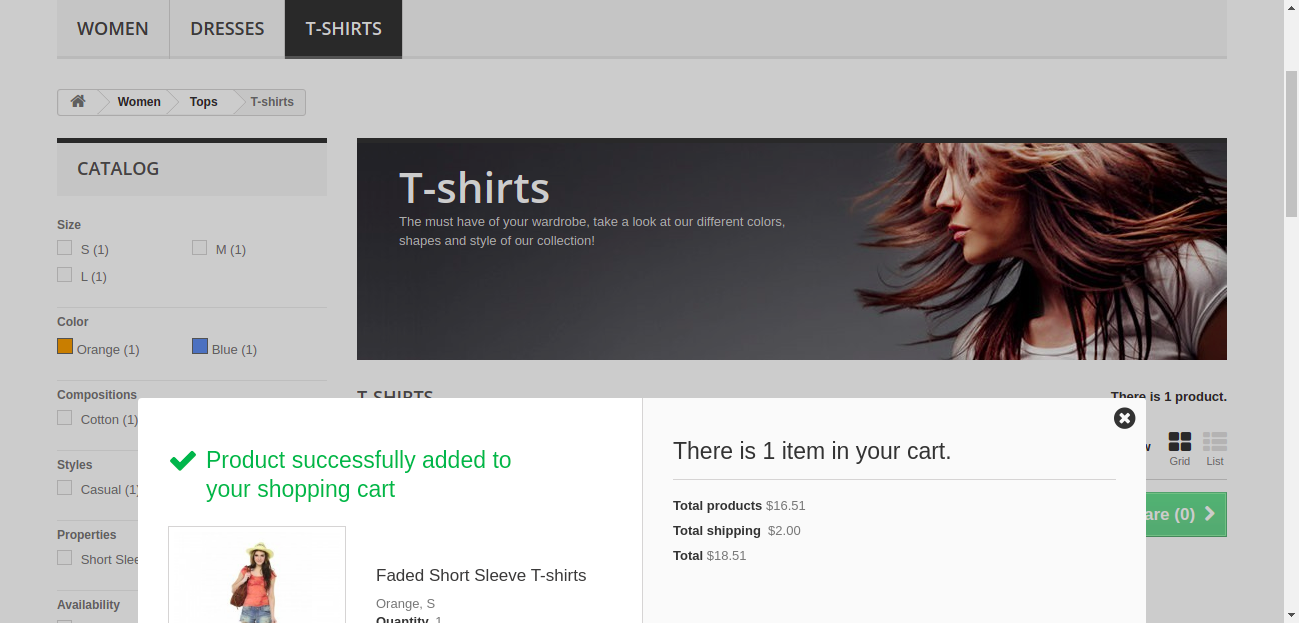 WOMEN
DRESSES
T-SHIRTS
Women
Tops
T-shirts
CATALOG
Size
S (1)
M (1)
L (1)
Color
Orange (1)
Blue (1)
Compositions
Cotton (1)
Styles
Casual (1)
Properties
Short Slee
Availability
T-shirts
The must have of your wardrobe, take a look at our different colors,
shapes and style of our collection!
T-SHIRTS
There is 1 product.
Grid
List
are (0)
Product successfully added to
your shopping cart
Faded Short Sleeve T-shirts
Orange, S
Quantity 1
There is 1 item in your cart.
Total products $16.51
Total shipping $2.00
Total $18.51